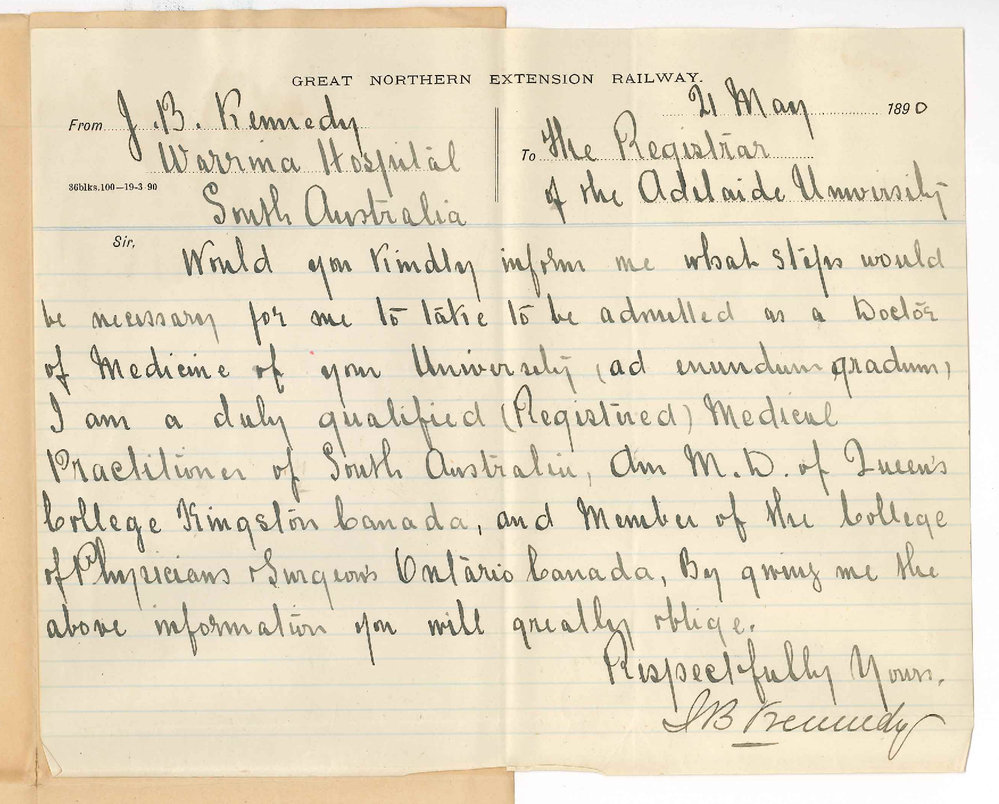 GREAT NORTHERN EXTENSION RAILWAY.
21 May 1890
From J. B. Kennedy
Warrina Hospital
36blks.100—19-3-90
South Australia
To The Registrar
of the Adelaide University
Sir,
Would you kindly inform me what steps would
be necessary for me to take to be admitted as a Doctor
of Medicine of your University (ad eundum gradum)
I am a duly qualified (Registered) Medical
Practitioner of South Australia, Am M.D. of Queen's
College Kingston Canada, and Member of the College
of Physicians & Surgeons Ontario Canada, By giving me the
above information you will greatly oblige.
Respectfully Yours,
J B Kennedy